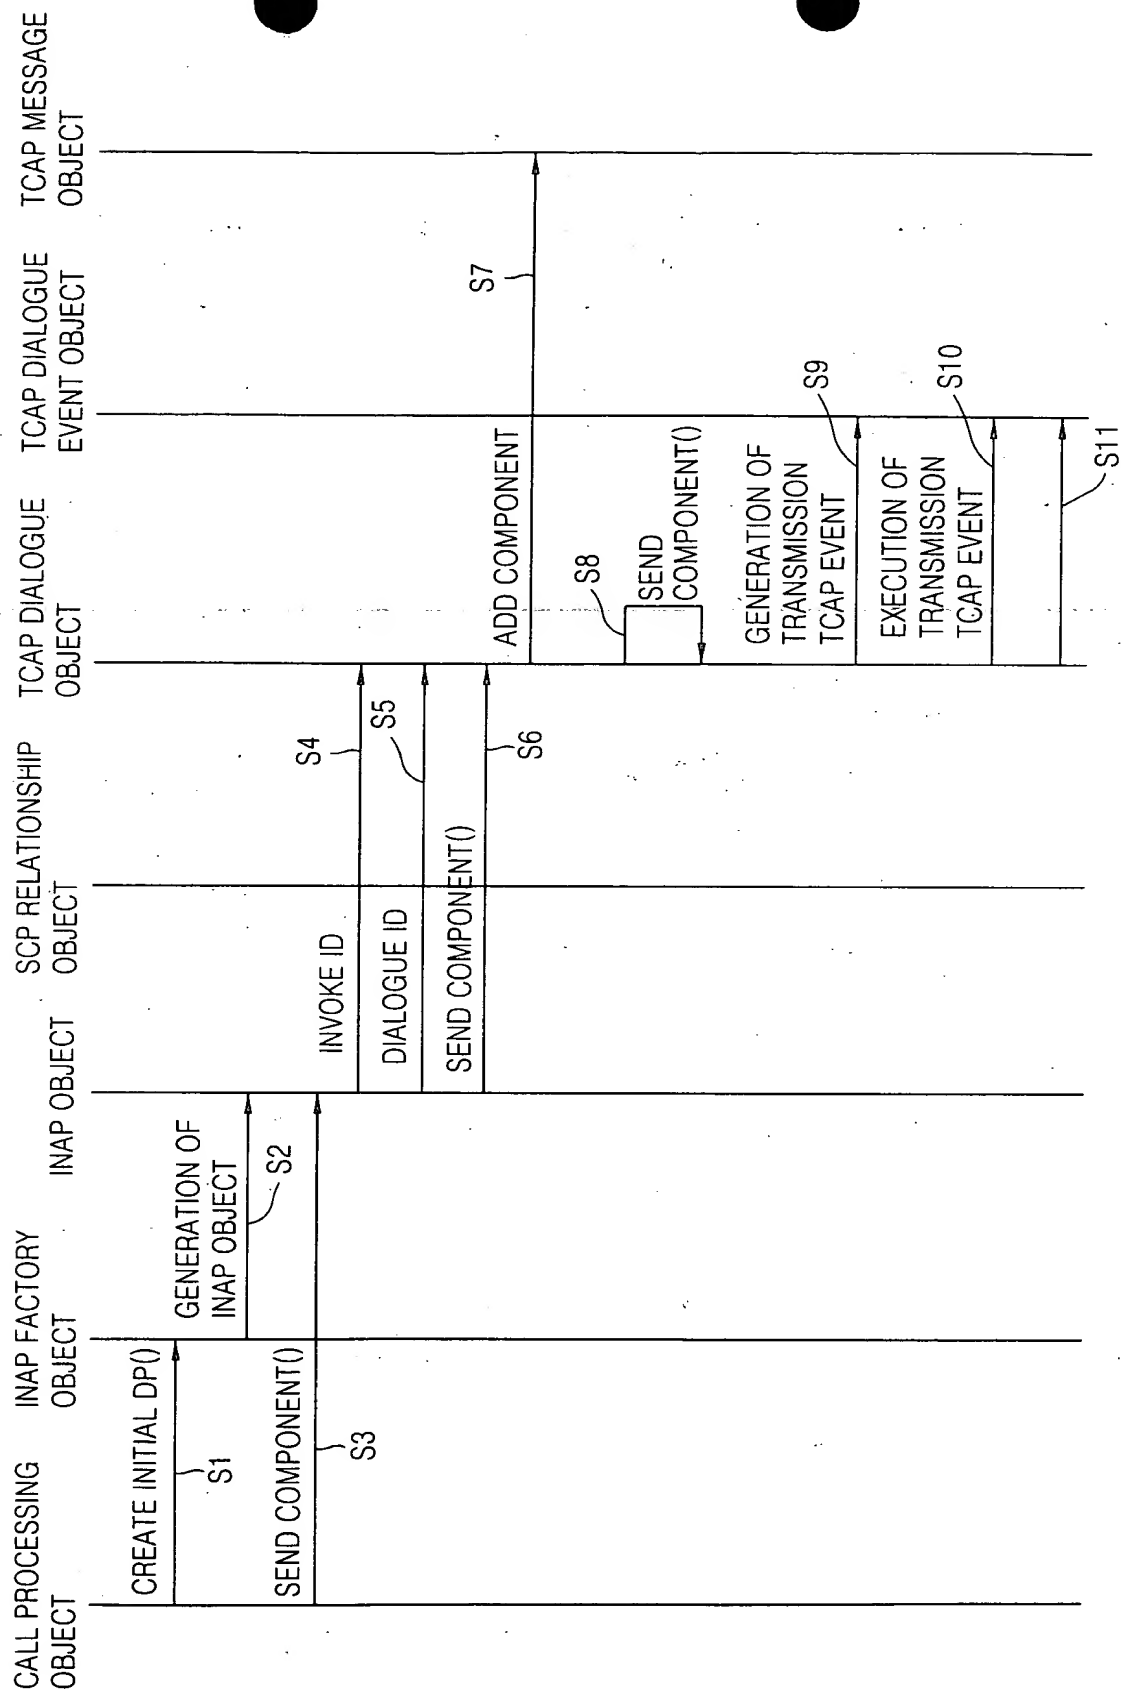 CALL PROCESSING
OBJECT
INAP FACTORY
OBJECT
INAP OBJECT
SCP RELATIONSHIP
OBJECT
TCAP DIALOGUE
OBJECT
TCAP DIALOGUE
EVENT OBJECT
TCAP MESSAGE
OBJECT
CREATE INITIAL DP()
S1
GENERATION OF
INAP OBJECT
S2
SEND COMPONENT()
S3
INVOKE ID
S4
DIALOGUE ID
S5
SEND COMPONENT()
S6
ADD COMPONENT
S7
S8
SEND
COMPONENT()
GENERATION OF
TRANSMISSION
TCAP EVENT
S9
EXECUTION OF
TRANSMISSION
TCAP EVENT
S10
S11